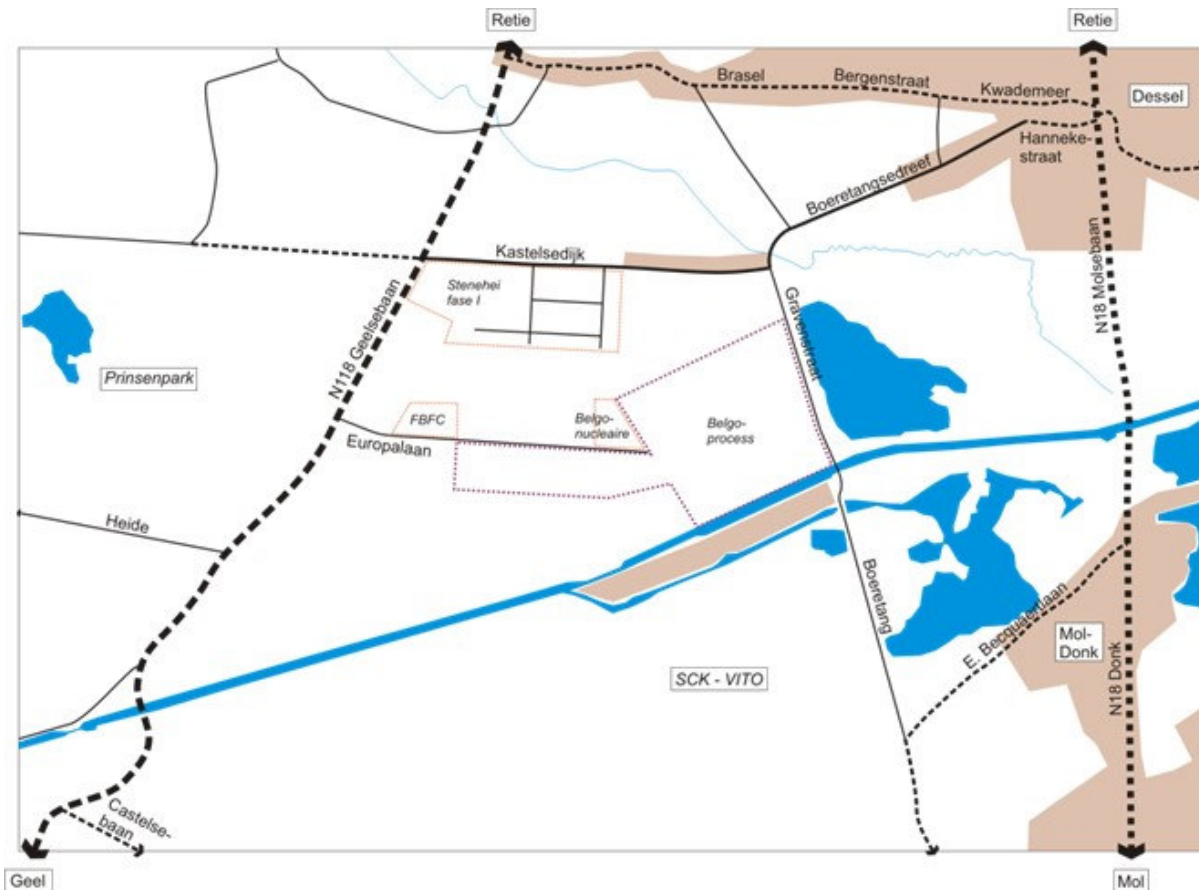 Retie
Retie
Brasel
Bergenstraat
Kwademeer
Dessel
Hanneke-
straat
Boeretangsedreef
Kastelsedijk
Stenehei
fase I
Gravenstraat
N18 Molsebaan
N118 Geelsebaan
Prinsenpark
FBFC
Belgo-
nucleaire
Belgo-
process
Europalaan
Heide
Boeretang
E. Becquaertlaan
Mol-
Donk
SCK - VITO
N18 Donk
Castelse-
baan
Geel
Mol